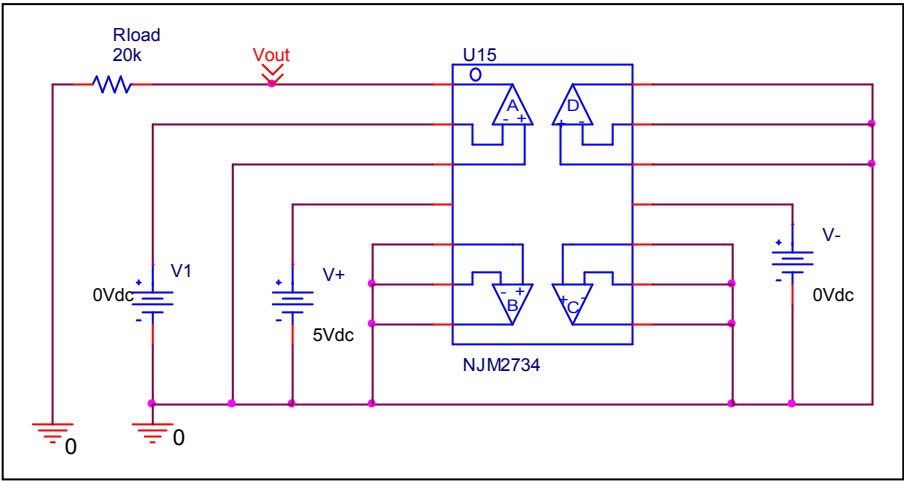 Rload
20k
Vout
U15
A
D
- +
+ -
V1
0Vdc
+
-
V+
5Vdc
+
-
V-
0Vdc
+
-
- +
B
+ -
C
NJM2734
0
0